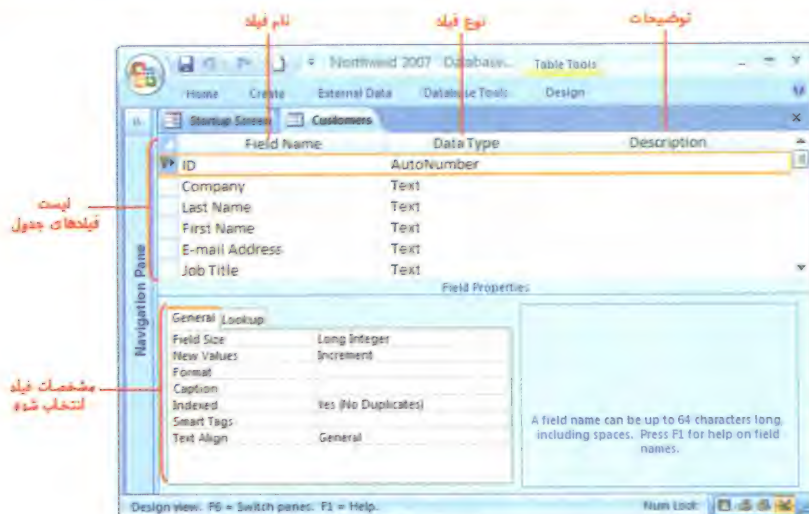 نام فیلد
نوع فیلد
توضیحات
Northwind 2007 Database...
Table Tools
Home Create External Data Database Tools Design
Startup Screen Customers
Field Name Data Type Description
ID AutoNumber
Company Text
Last Name Text
First Name Text
E-mail Address Text
Job Title Text
لیست
فیلدهای جدول
Navigation Pane
Field Properties
General Lookup
Field Size Long Integer
New Values Increment
Format
Caption
Indexed Yes (No Duplicates)
Smart Tags
Text Align General
مشخصات فیلد
انتخاب شده
A field name can be up to 64 characters long,
including spaces. Press F1 for help on field
names.
Design view. F6 = Switch panes. F1 = Help.
Num Lock